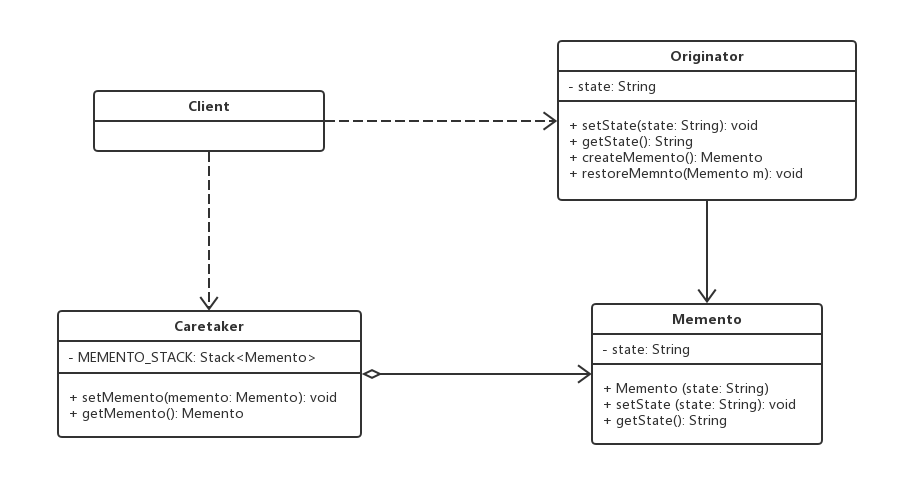 Originator
- state: String
+ setState(state: String): void
+ getState(): String
+ createMemento(): Memento
+ restoreMemnto(Memento m): void
Client
Caretaker
- MEMENTO_STACK: Stack<Memento>
+ setMemento(memento: Memento): void
+ getMemento(): Memento
Memento
- state: String
+ Memento (state: String)
+ setState (state: String): void
+ getState(): String